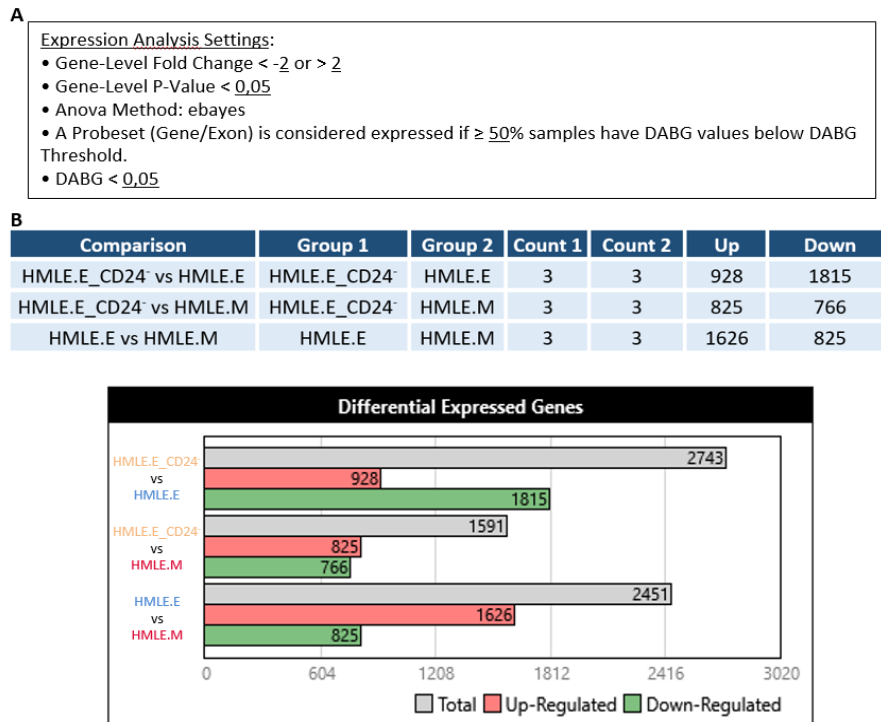 A
Expression Analysis Settings:
• Gene-Level Fold Change < -2 or > 2
• Gene-Level P-Value < 0,05
• Anova Method: ebayes
• A Probeset (Gene/Exon) is considered expressed if ≥ 50% samples have DABG values below DABG
Threshold.
• DABG < 0,05
B
Comparison Group 1 Group 2 Count 1 Count 2 Up Down
HMLE.E_CD24⁻ vs HMLE.E HMLE.E_CD24⁻ HMLE.E 3 3 928 1815
HMLE.E_CD24⁻ vs HMLE.M HMLE.E_CD24⁻ HMLE.M 3 3 825 766
HMLE.E vs HMLE.M HMLE.E HMLE.M 3 3 1626 825
Differential Expressed Genes
HMLE.E_CD24⁻
vs
HMLE.E
2743
928
1815
HMLE.E_CD24⁻
vs
HMLE.M
1591
825
766
HMLE.E
vs
HMLE.M
2451
1626
825
0 604 1208 1812 2416 3020
Total Up-Regulated Down-Regulated